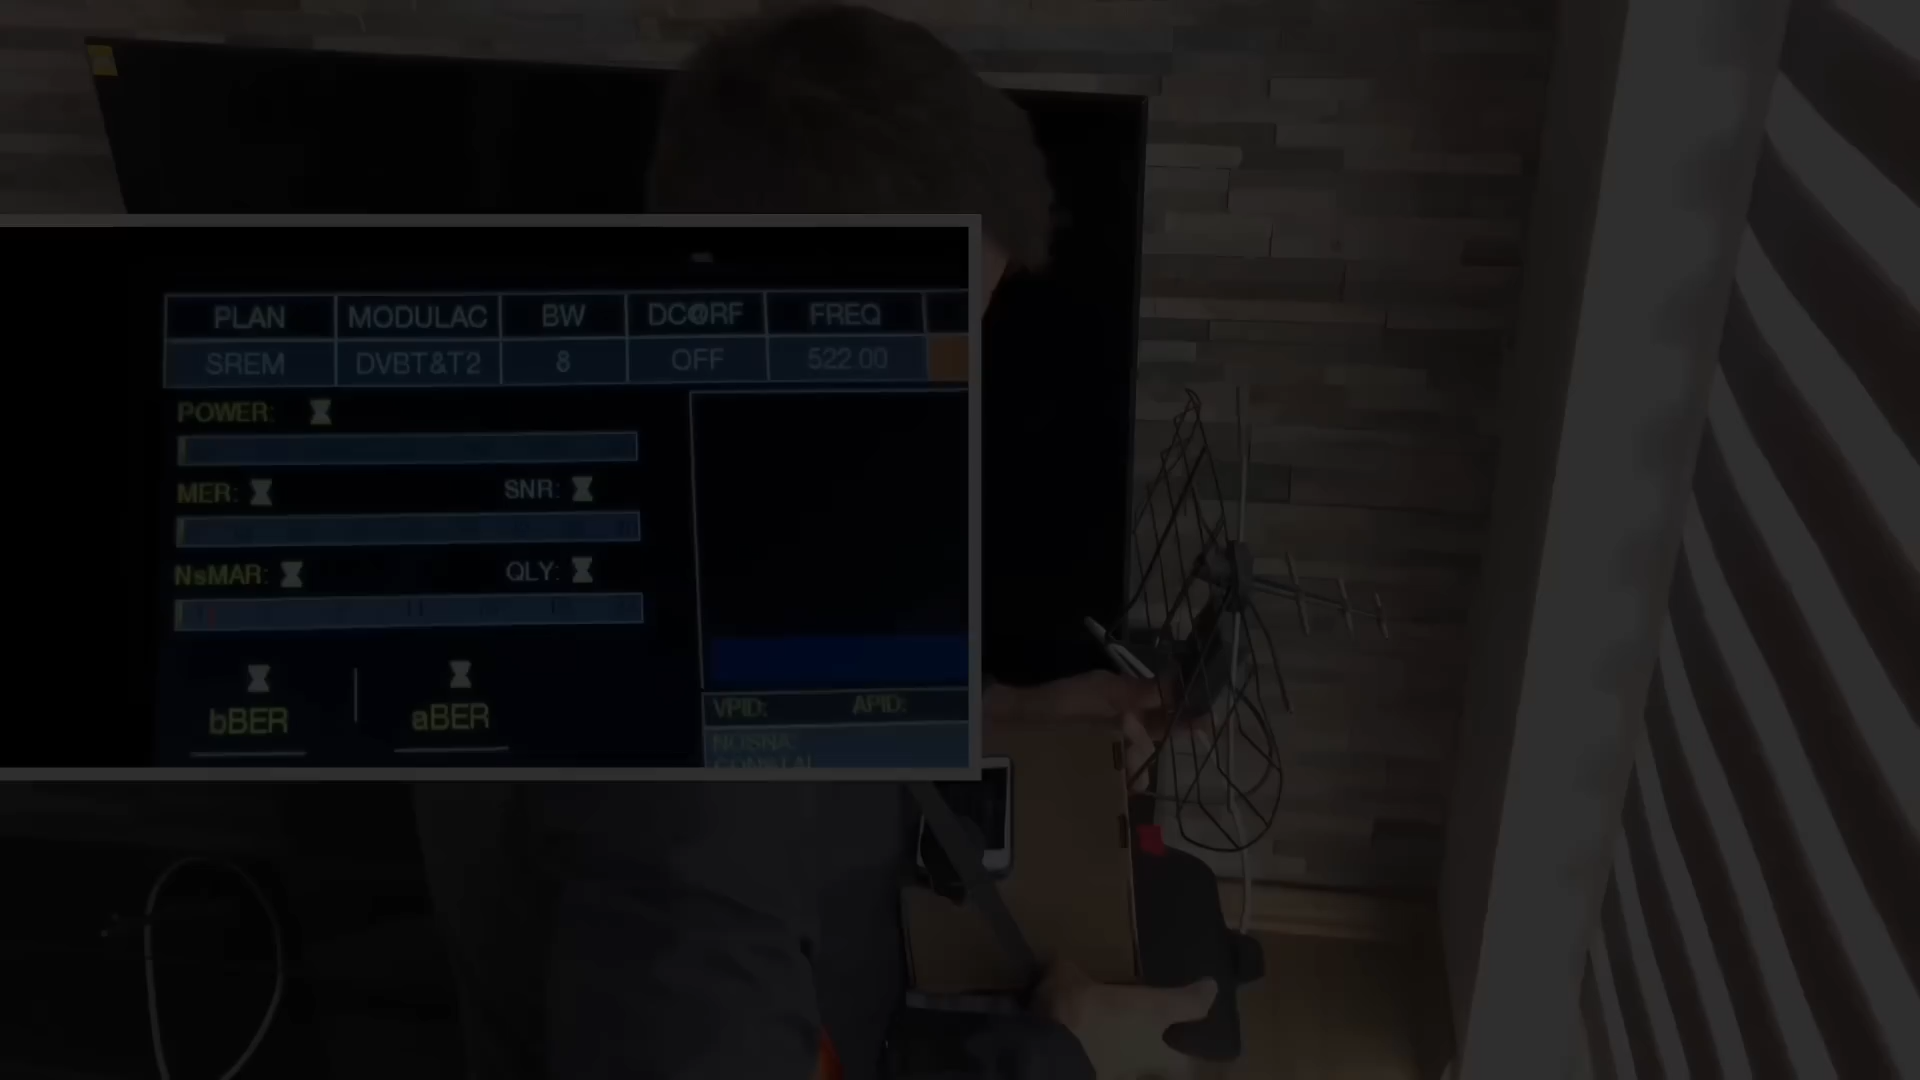 PLAN MODULAC BW DC@RF FREQ
SREM DVBT&T2 8 OFF 522.00
POWER:
MER: SNR:
NsMAR: QLY:
bBER aBER
VPID: APID: